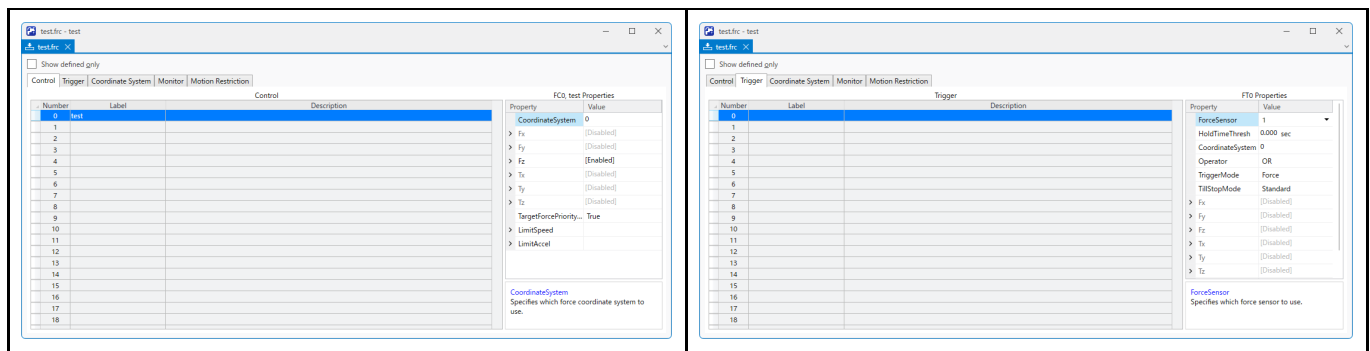 test.frc - test
test.frc
Show defined only
Control Trigger Coordinate System Monitor Motion Restriction
Control
Number Label Description
0 test
1
2
3
4
5
6
7
8
9
10
11
12
13
14
15
16
17
18
FC0, test Properties
Property Value
CoordinateSystem 0
Fx [Disabled]
Fy [Disabled]
Fz [Enabled]
Tx [Disabled]
Ty [Disabled]
Tz [Disabled]
TargetForcePriority... True
LimitSpeed
LimitAccel
CoordinateSystem
Specifies which force coordinate system to
use.
test.frc - test
test.frc
Show defined only
Control Trigger Coordinate System Monitor Motion Restriction
Trigger
Number Label Description
0
1
2
3
4
5
6
7
8
9
10
11
12
13
14
15
16
17
18
FT0 Properties
Property Value
ForceSensor 1
HoldTimeThresh 0.000 sec
CoordinateSystem 0
Operator OR
TriggerMode Force
TillStopMode Standard
Fx [Disabled]
Fy [Disabled]
Fz [Disabled]
Tx [Disabled]
Ty [Disabled]
Tz [Disabled]
ForceSensor
Specifies which force sensor to use.